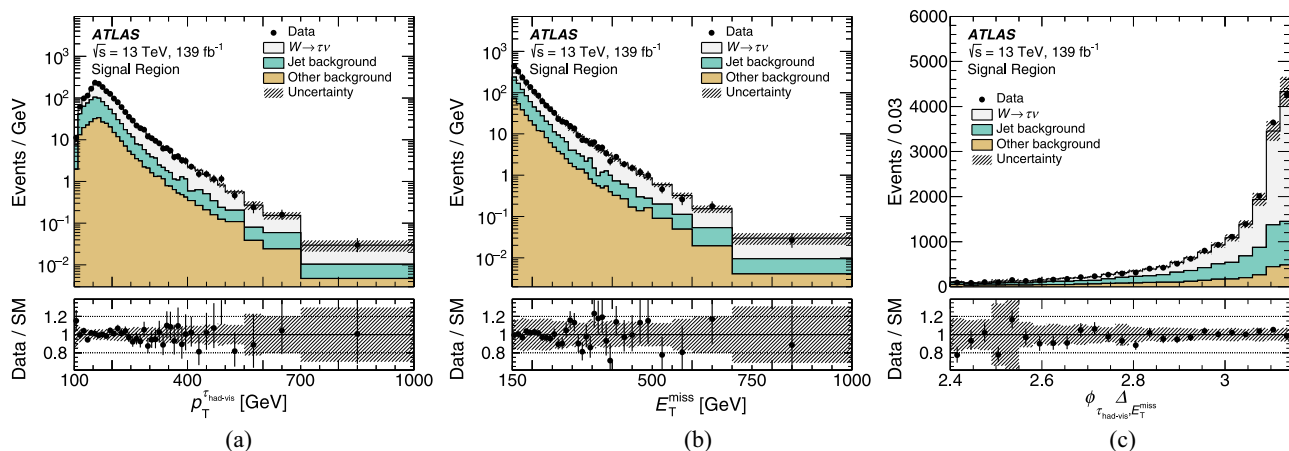 ATLAS
√s = 13 TeV, 139 fb⁻¹
Signal Region
Data
W→τν
Jet background
Other background
Uncertainty
Events / GeV
10³
10²
10
1
10⁻¹
10⁻²
Data / SM
1.2
1
0.8
100 400 700 1000
p_T^τhad-vis [GeV]
(a)
ATLAS
√s = 13 TeV, 139 fb⁻¹
Signal Region
Data
W→τν
Jet background
Other background
Uncertainty
Events / GeV
10³
10²
10
1
10⁻¹
10⁻²
Data / SM
1.2
1
0.8
150 500 750 1000
E_T^miss [GeV]
(b)
ATLAS
√s = 13 TeV, 139 fb⁻¹
Signal Region
Data
W→τν
Jet background
Other background
Uncertainty
Events / 0.03
6000
5000
4000
3000
2000
1000
0
Data / SM
1.2
1
0.8
2.4 2.6 2.8 3
ϕ Δ
τhad-vis,E_T^miss
(c)